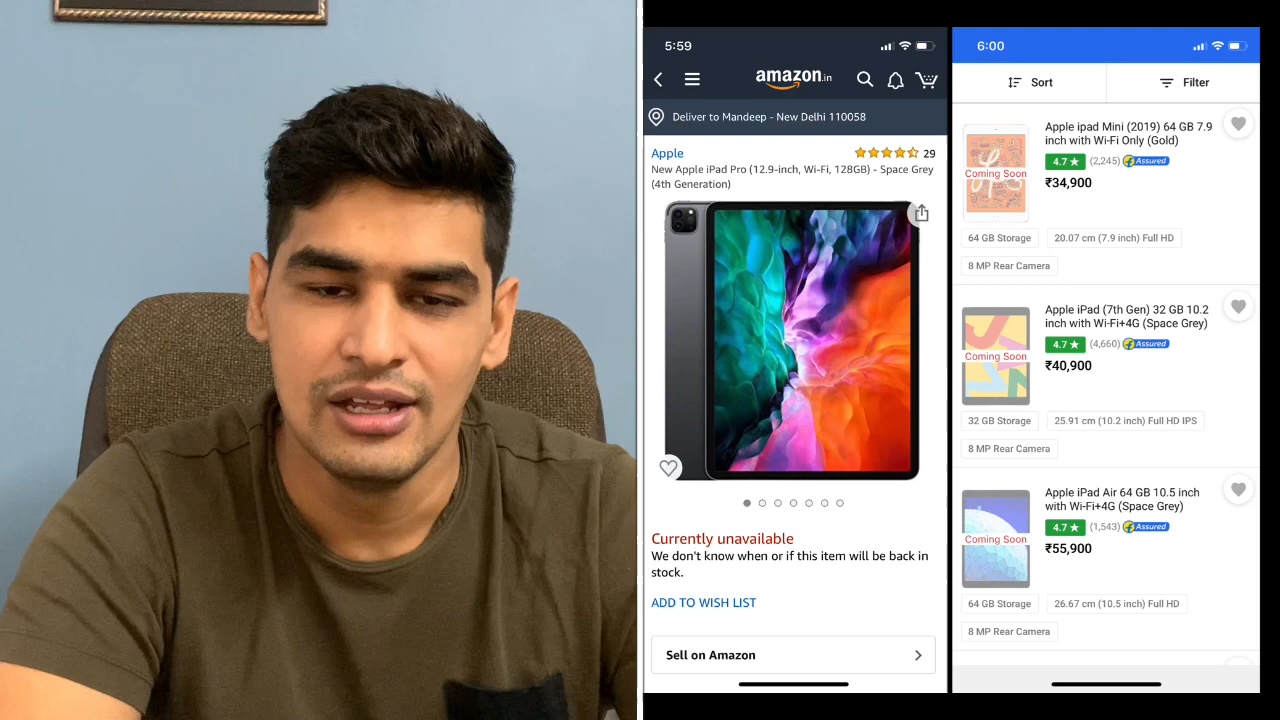 5:59
amazon.in
Deliver to Mandeep - New Delhi 110058
Apple
29
New Apple iPad Pro (12.9-inch, Wi-Fi, 128GB) - Space Grey
(4th Generation)
Currently unavailable
We don't know when or if this item will be back in
stock.
ADD TO WISH LIST
Sell on Amazon
6:00
Sort
Filter
Apple ipad Mini (2019) 64 GB 7.9
inch with Wi-Fi Only (Gold)
4.7★ (2,245) Assured
Coming Soon
₹34,900
64 GB Storage
20.07 cm (7.9 inch) Full HD
8 MP Rear Camera
Apple iPad (7th Gen) 32 GB 10.2
inch with Wi-Fi+4G (Space Grey)
4.7★ (4,660) Assured
Coming Soon
₹40,900
32 GB Storage
25.91 cm (10.2 inch) Full HD IPS
8 MP Rear Camera
Apple iPad Air 64 GB 10.5 inch
with Wi-Fi+4G (Space Grey)
4.7★ (1,543) Assured
Coming Soon
₹55,900
64 GB Storage
26.67 cm (10.5 inch) Full HD
8 MP Rear Camera